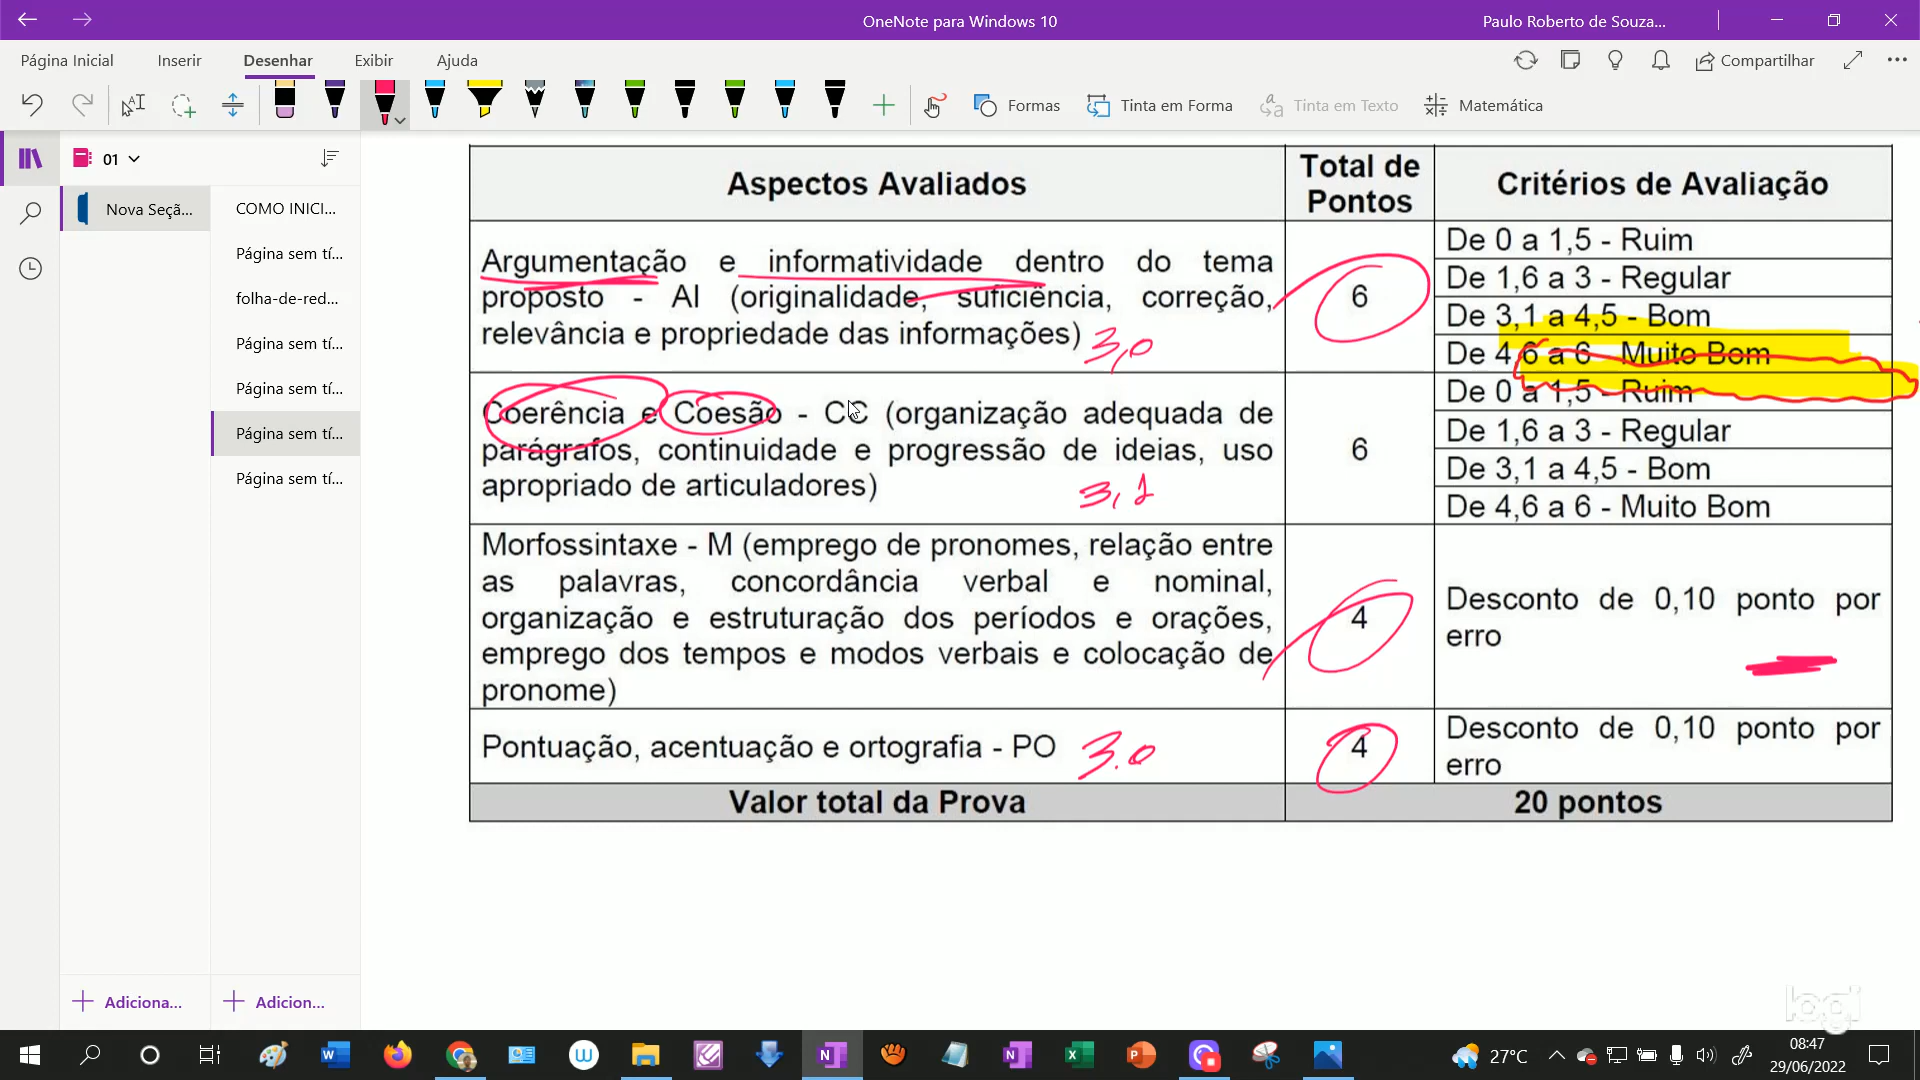 OneNote para Windows 10
Paulo Roberto de Souza...
Página Inicial
Inserir
Desenhar
Exibir
Ajuda
Compartilhar
Formas
Tinta em Forma
Tinta em Texto
Matemática
01
Nova Seçã...
COMO INICI...
Página sem tí...
folha-de-red...
Página sem tí...
Página sem tí...
Página sem tí...
Página sem tí...
Adiciona...
Adicion...
Aspectos Avaliados
Total de
Pontos
Critérios de Avaliação
Argumentação e informatividade dentro do tema
proposto - AI (originalidade, suficiência, correção,
relevância e propriedade das informações)
3,0
6
De 0 a 1,5 - Ruim
De 1,6 a 3 - Regular
De 3,1 a 4,5 - Bom
De 4,6 a 6 - Muito Bom
Coerência e Coesão - CC (organização adequada de
parágrafos, continuidade e progressão de ideias, uso
apropriado de articuladores)
3,1
6
De 0 a 1,5 - Ruim
De 1,6 a 3 - Regular
De 3,1 a 4,5 - Bom
De 4,6 a 6 - Muito Bom
Morfossintaxe - M (emprego de pronomes, relação entre
as palavras, concordância verbal e nominal,
organização e estruturação dos períodos e orações,
emprego dos tempos e modos verbais e colocação de
pronome)
4
Desconto de 0,10 ponto por
erro
Pontuação, acentuação e ortografia - PO
3.0
4
Desconto de 0,10 ponto por
erro
Valor total da Prova
20 pontos
logi
27°C
08:47
29/06/2022